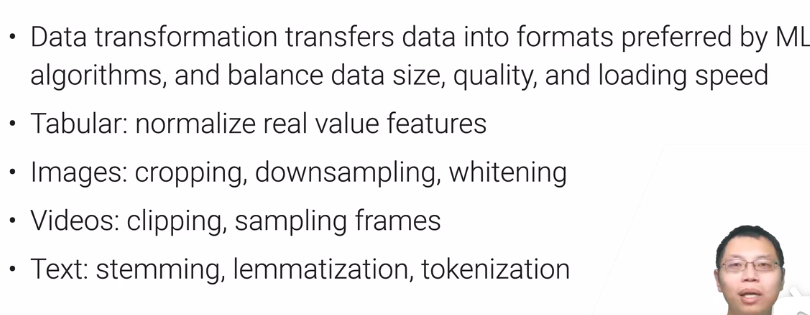 • Data transformation transfers data into formats preferred by ML
algorithms, and balance data size, quality, and loading speed
• Tabular: normalize real value features
• Images: cropping, downsampling, whitening
• Videos: clipping, sampling frames
• Text: stemming, lemmatization, tokenization